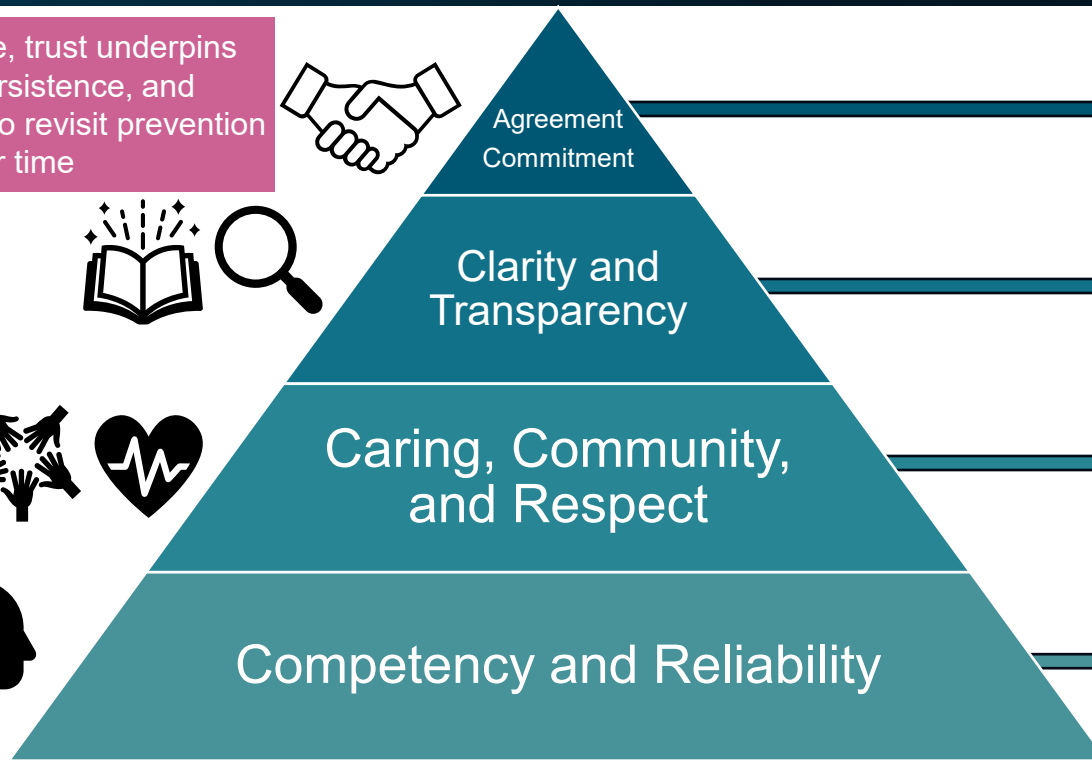 , trust underpins
, and
revisit prevention
time
Agreement
Commitment
Clarity and
Transparency
Caring, Community,
and Respect
Competency and Reliability